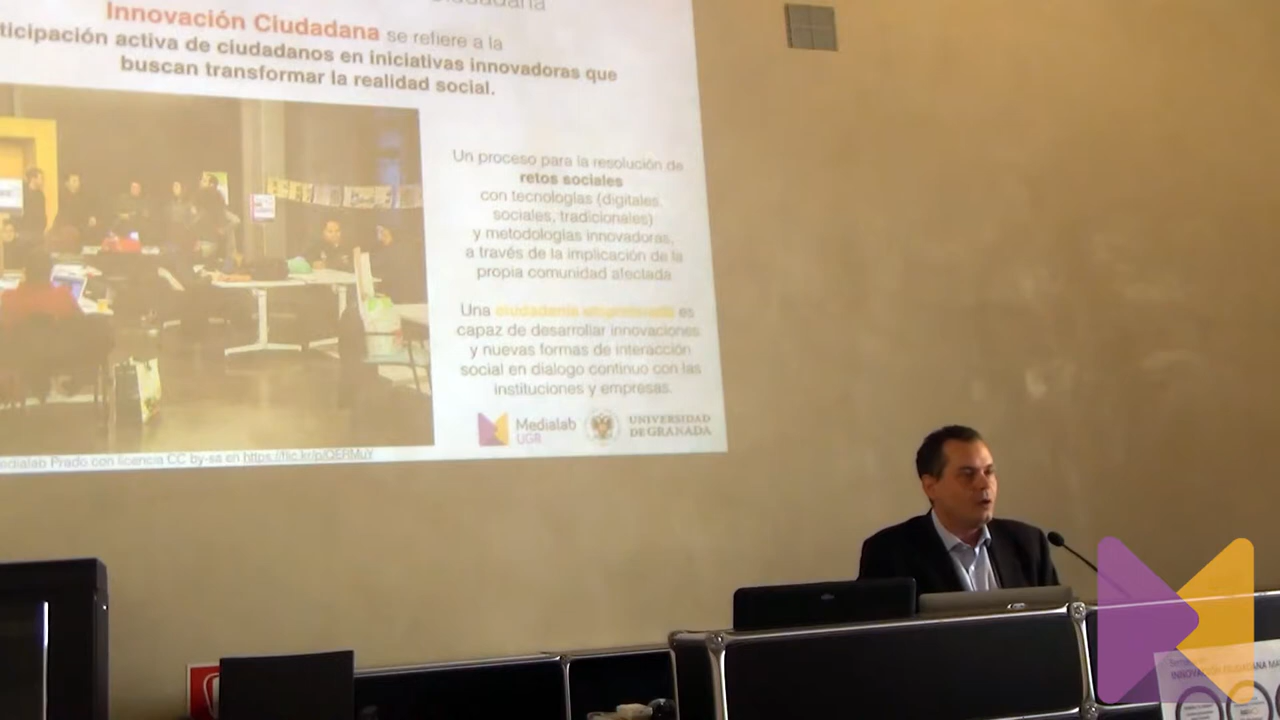 Innovación Ciudadana se refiere a la
ticipación activa de ciudadanos en iniciativas innovadoras que
buscan transformar la realidad social.
Un proceso para la resolución de
retos sociales
con tecnologías (digitales,
sociales, tradicionales)
y metodologías innovadoras,
a través de la implicación de la
propia comunidad afectada
Una ciudadanía es
capaz de desarrollar innovaciones
y nuevas formas de interacción
social en dialogo continuo con las
instituciones y empresas.
Medialab
UGR
UNIVERSIDAD
DE GRANADA
edialab Prado con licencia CC by-sa en https://flic.kr/p/